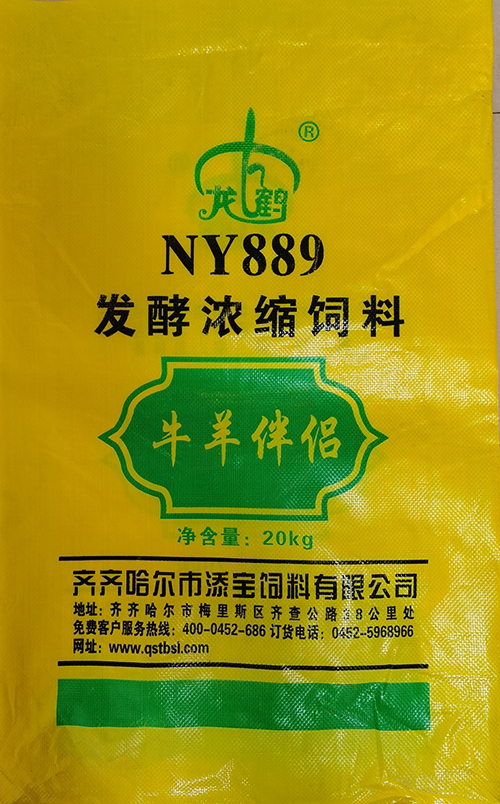 ®
龙鹤
NY889
发酵浓缩饲料
牛羊伴侣
净含量：20kg
齐齐哈尔市添宝饲料有限公司
地址：齐齐哈尔市梅里斯区齐查公路38公里处
免费客户服务热线：400-0452-686 订货电话：0452-5968966
网址：www.qstbsl.com